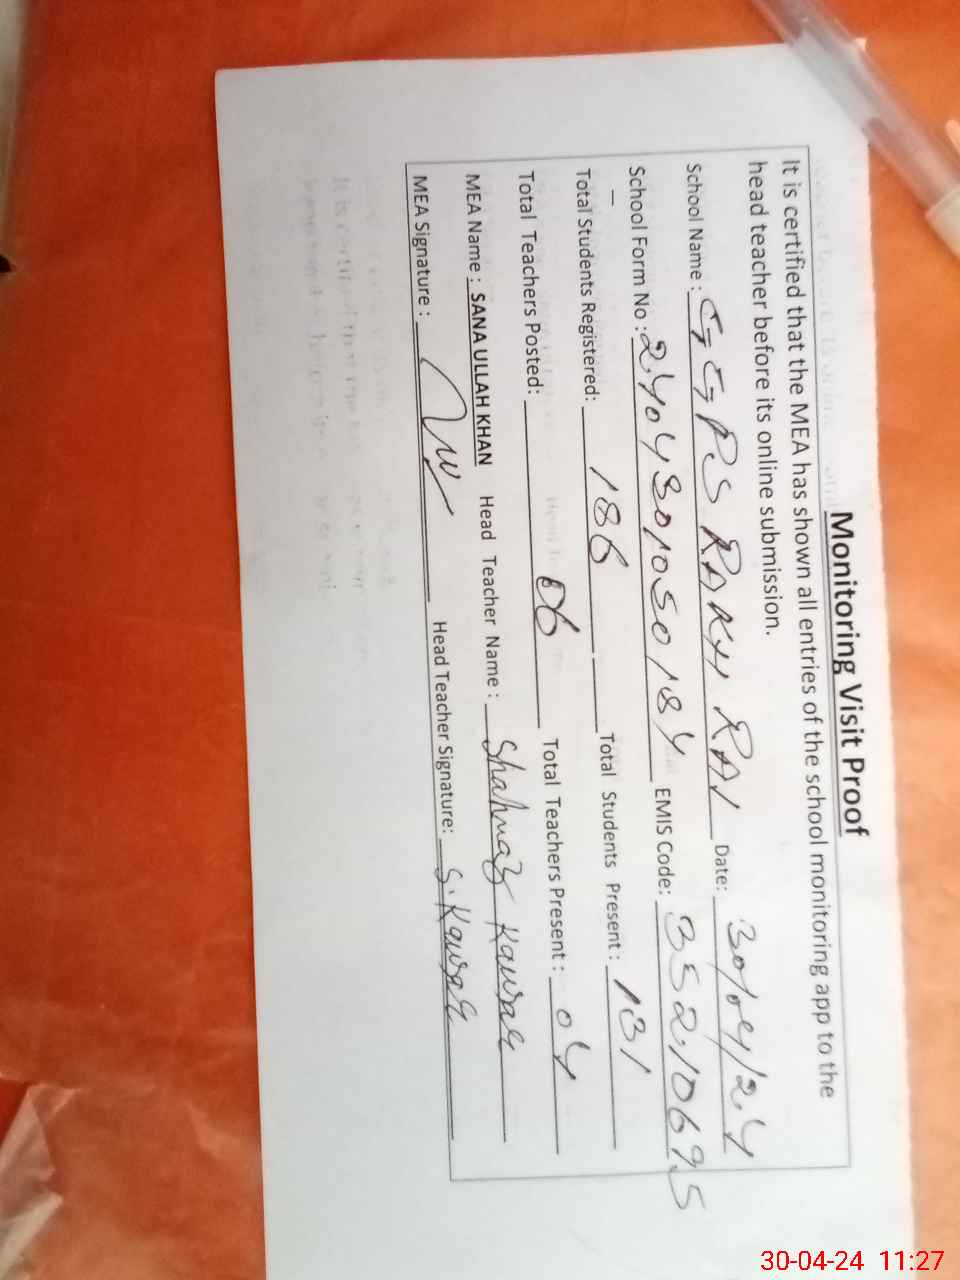 Monitoring Visit Proof
It is certified that the MEA has shown all entries of the school monitoring app to the
head teacher before its online submission.
School Name : GGPS RAKH RAI Date: 30/04/24
School Form No : 2404301050184 EMIS Code: 35210695
Total Students Registered: 186 Total Students Present : 131
Total Teachers Posted: 06 Total Teachers Present : 04
MEA Name : SANA ULLAH KHAN Head Teacher Name : Shahnaz Kausar
MEA Signature : Head Teacher Signature: S. Kausar
30-04-24 11:27